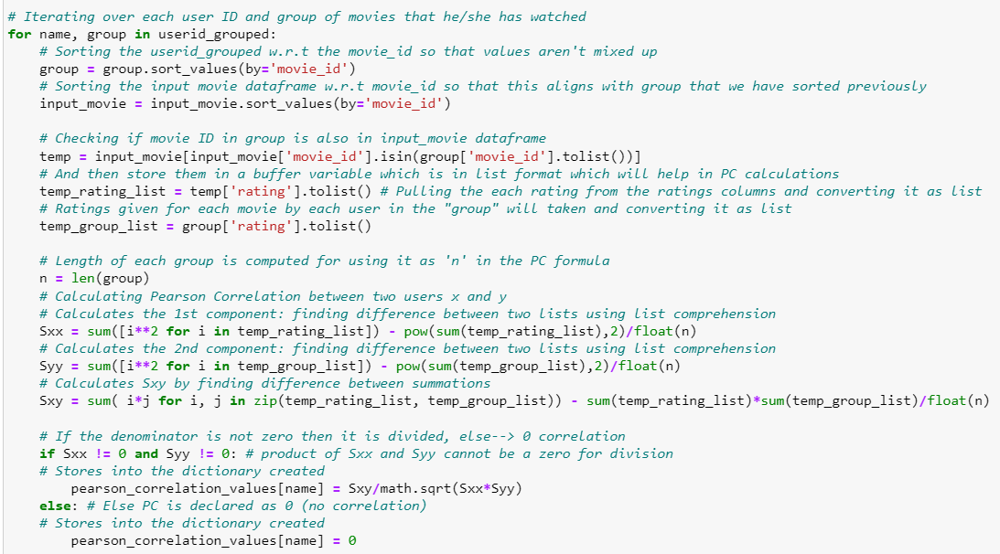 # Iterating over each user ID and group of movies that he/she has watched
for name, group in userid_grouped:
    # Sorting the userid_grouped w.r.t the movie_id so that values aren't mixed up
    group = group.sort_values(by='movie_id')
    # Sorting the input movie dataframe w.r.t movie_id so that this aligns with group that we have sorted previously
    input_movie = input_movie.sort_values(by='movie_id')

    # Checking if movie ID in group is also in input_movie dataframe
    temp = input_movie[input_movie['movie_id'].isin(group['movie_id'].tolist())]
    # And then store them in a buffer variable which is in list format which will help in PC calculations
    temp_rating_list = temp['rating'].tolist() # Pulling the each rating from the ratings columns and converting it as list
    # Ratings given for each movie by each user in the "group" will taken and converting it as list
    temp_group_list = group['rating'].tolist()

    # Length of each group is computed for using it as 'n' in the PC formula
    n = len(group)
    # Calculating Pearson Correlation between two users x and y
    # Calculates the 1st component: finding difference between two lists using list comprehension
    Sxx = sum([i**2 for i in temp_rating_list]) - pow(sum(temp_rating_list),2)/float(n)
    # Calculates the 2nd component: finding difference between two lists using list comprehension
    Syy = sum([i**2 for i in temp_group_list]) - pow(sum(temp_group_list),2)/float(n)
    # Calculates Sxy by finding difference between summations
    Sxy = sum( i*j for i, j in zip(temp_rating_list, temp_group_list)) - sum(temp_rating_list)*sum(temp_group_list)/float(n)

    # If the denominator is not zero then it is divided, else--> 0 correlation
    if Sxx != 0 and Syy != 0: # product of Sxx and Syy cannot be a zero for division
    # Stores into the dictionary created
        pearson_correlation_values[name] = Sxy/math.sqrt(Sxx*Syy)
    else: # Else PC is declared as 0 (no correlation)
    # Stores into the dictionary created
        pearson_correlation_values[name] = 0